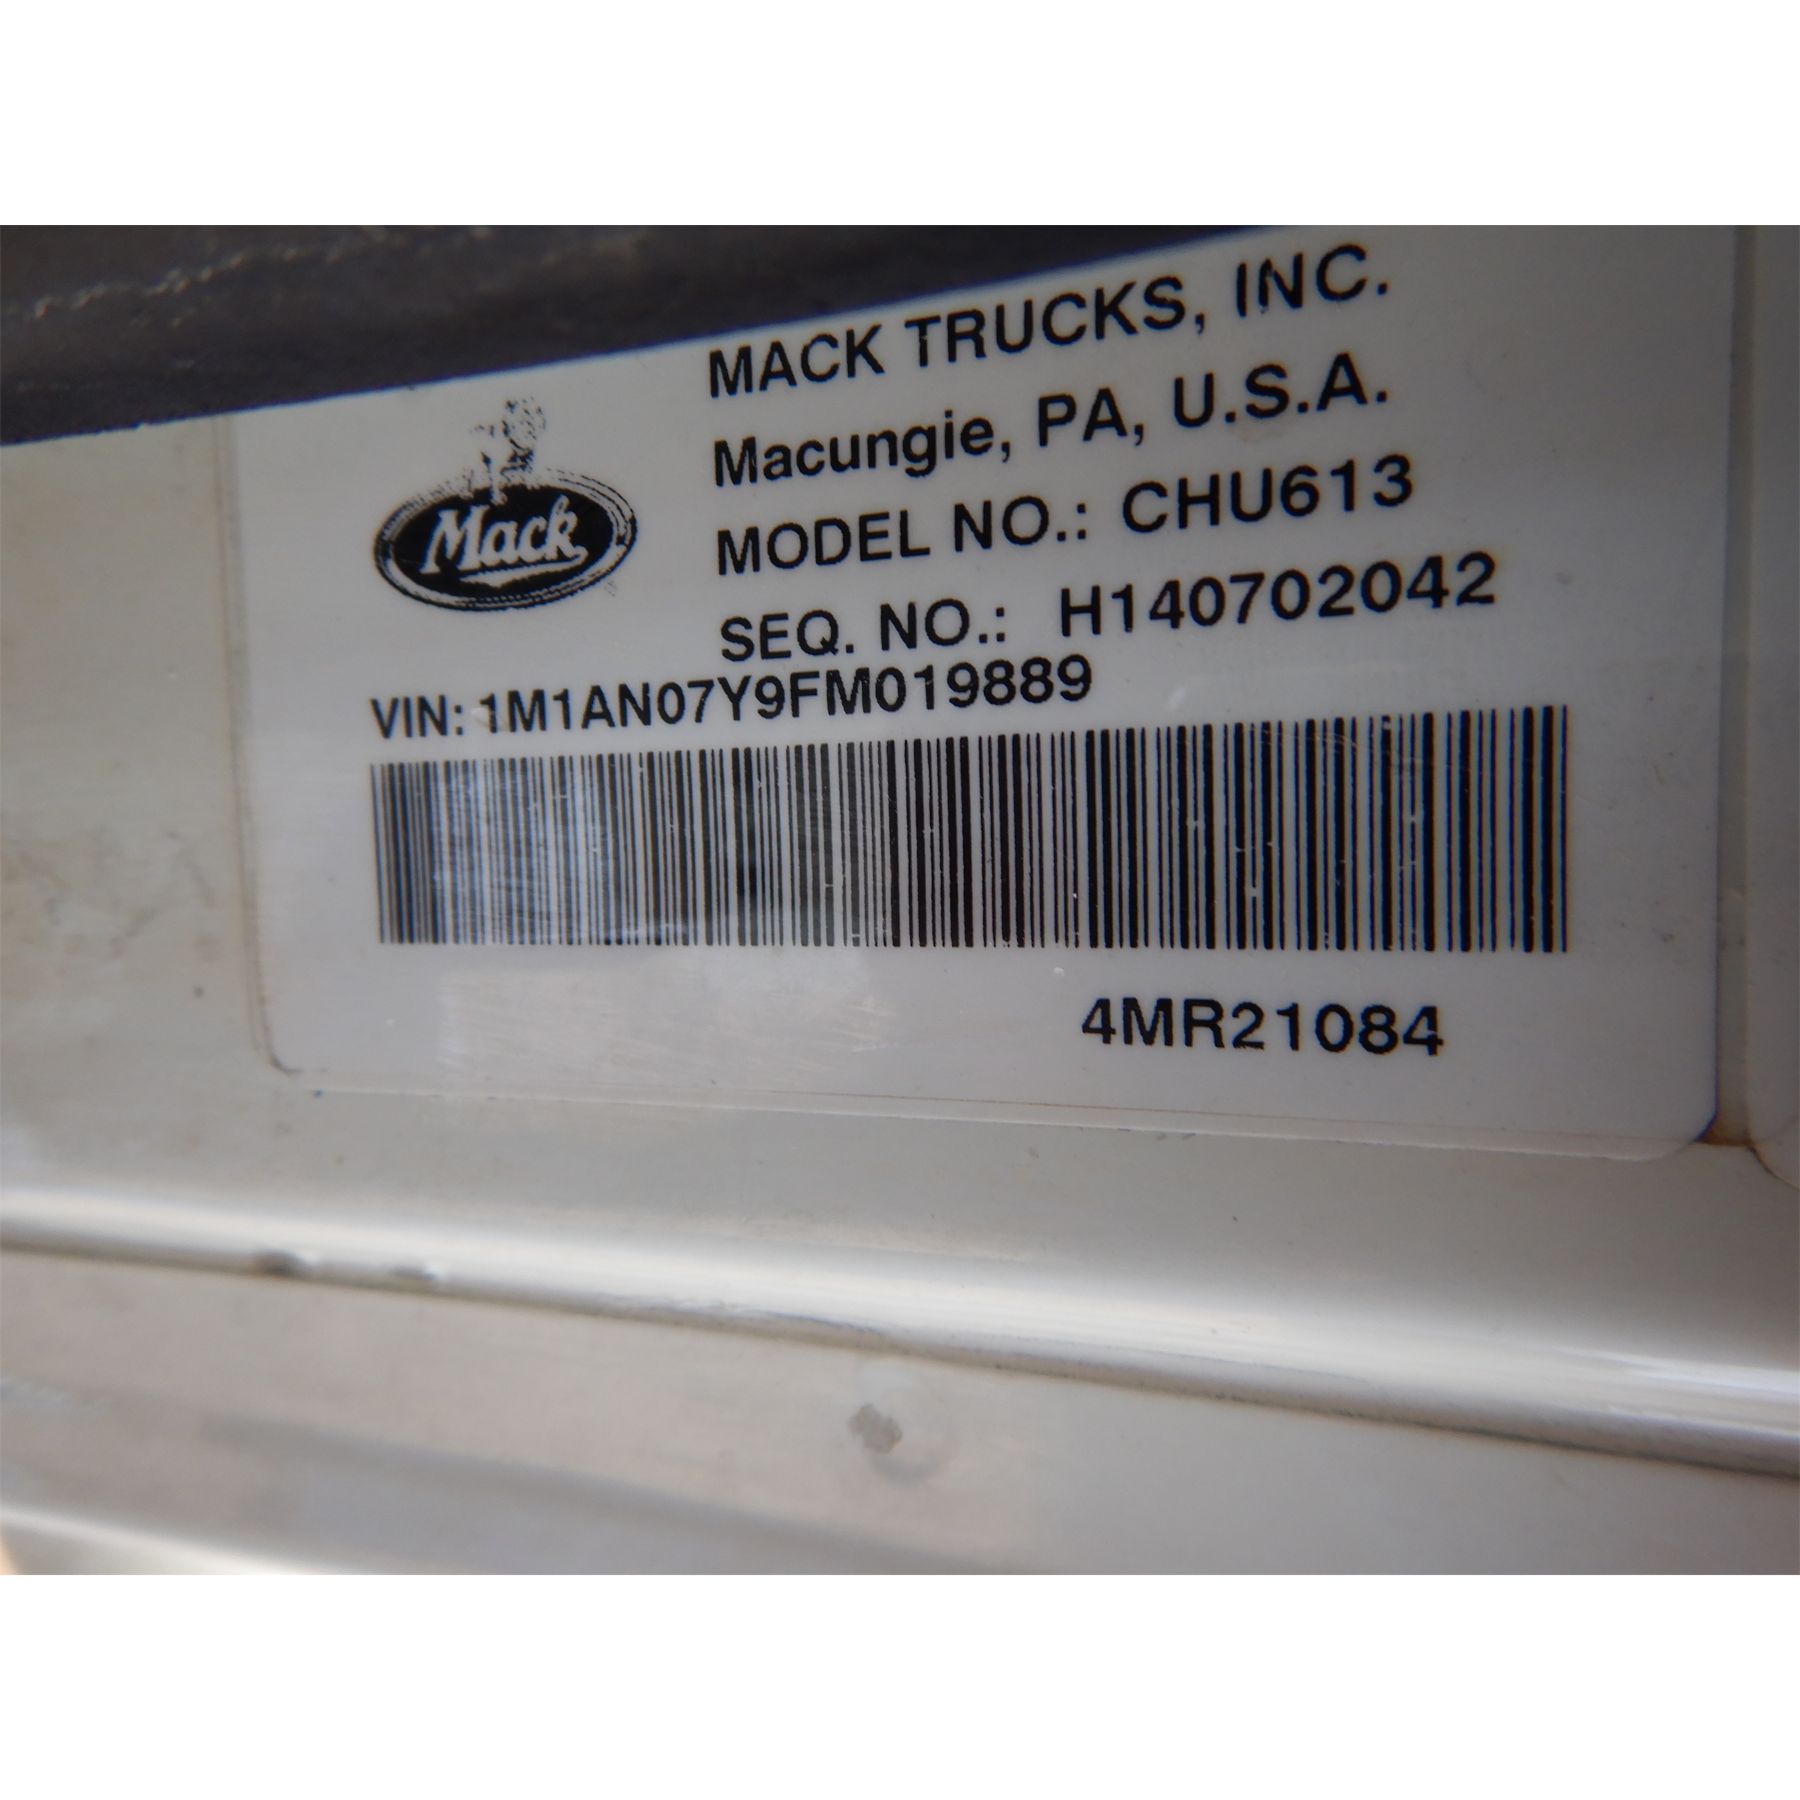 MACK TRUCKS, INC.
Macungie, PA, U.S.A.
Mack
MODEL NO.: CHU613
SEQ. NO.: H140702042
VIN: 1M1AN07Y9FM019889
4MR21084